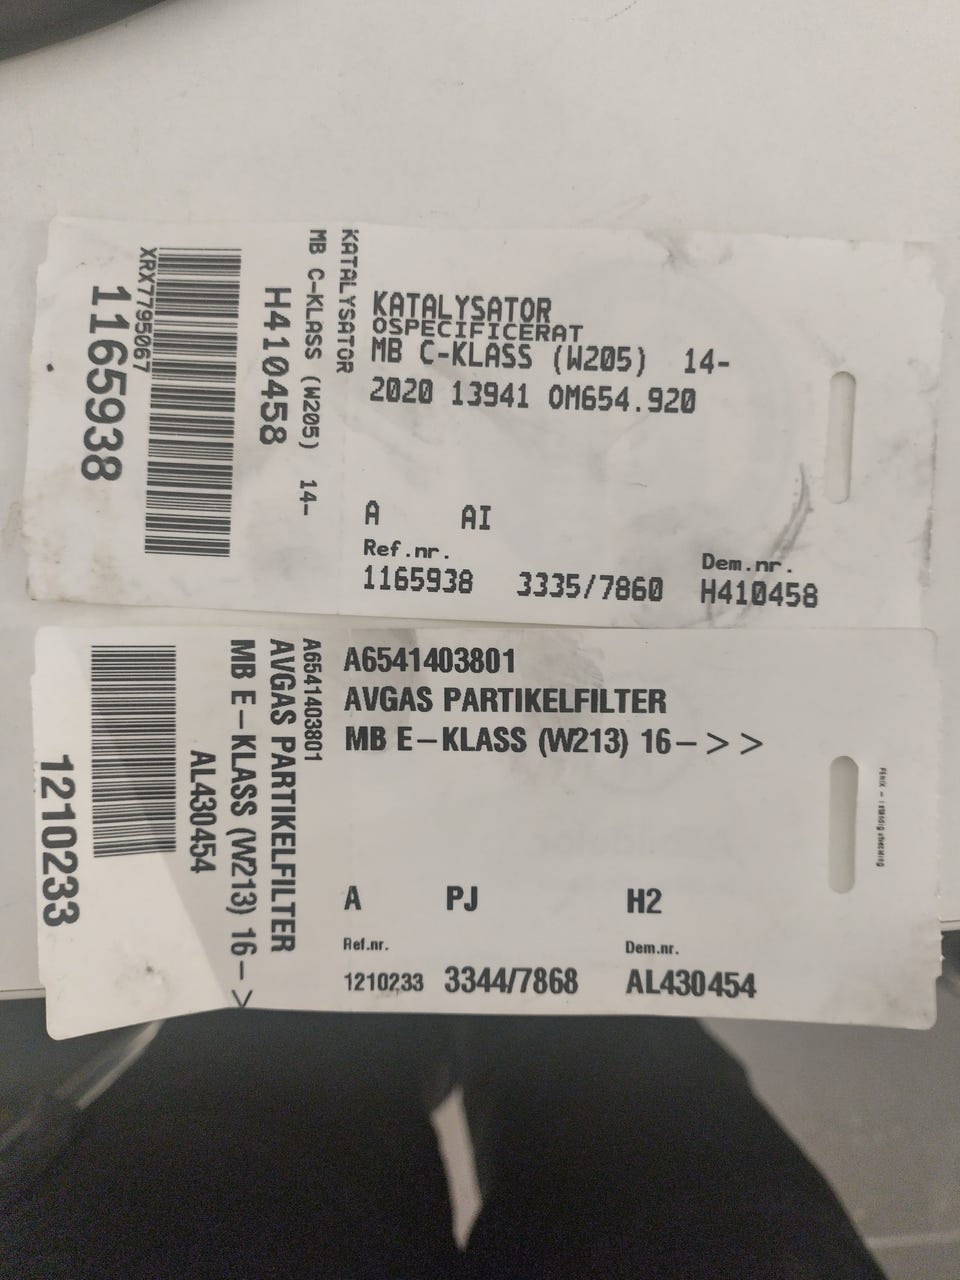 KATALYSATOR
OSPECIFICERAT
MB C-KLASS (W205) 14-
2020 13941 OM654.920
A AI
Ref.nr. Dem.nr.
1165938 3335/7860 H410458
KATALYSATOR
MB C-KLASS (W205) 14-
H410458
XRX7795067
1165938
A6541403801
AVGAS PARTIKELFILTER
MB E-KLASS (W213) 16->>
A PJ H2
Ref.nr. Dem.nr.
1210233 3344/7868 AL430454
A6541403801
AVGAS PARTIKELFILTER
MB E-KLASS (W213) 16->
AL430454
1210233